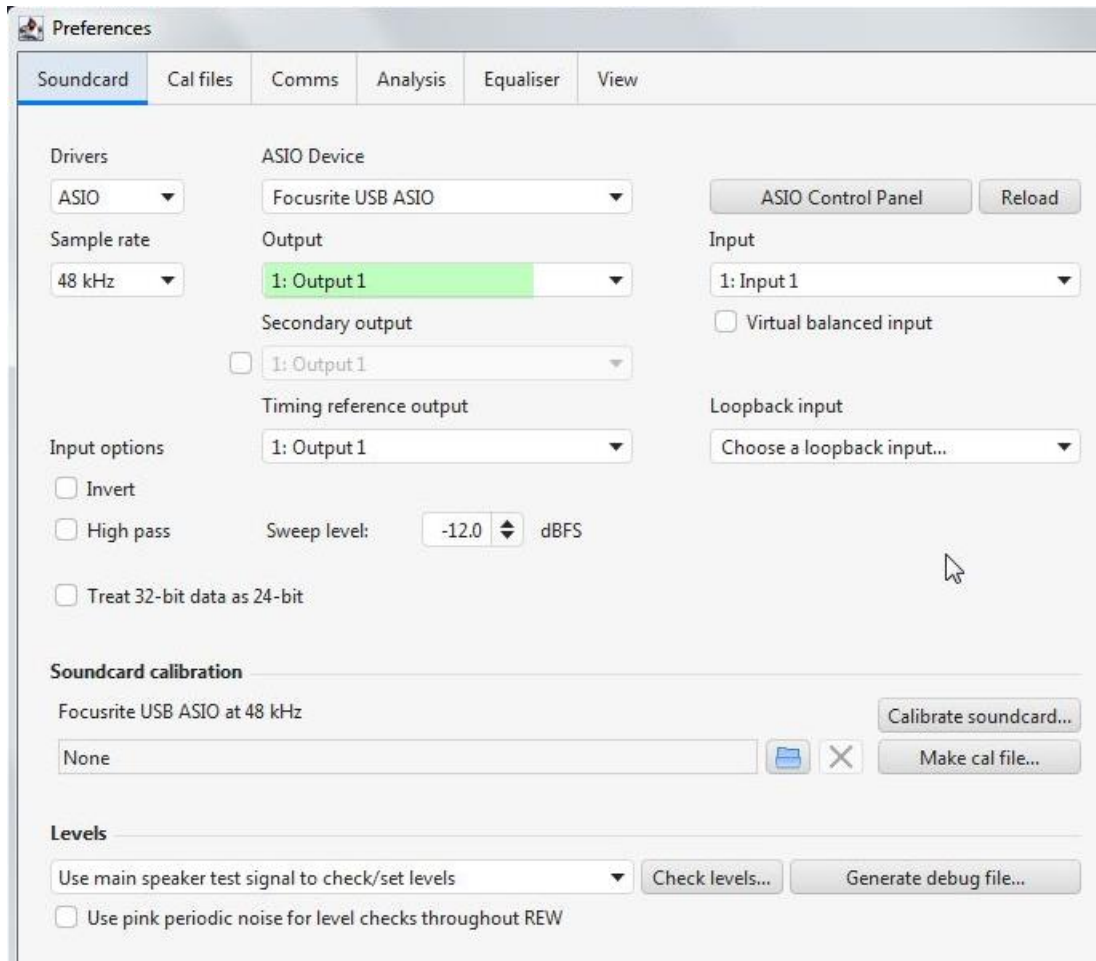 Preferences
Soundcard Cal files Comms Analysis Equaliser View
Drivers ASIO Device
ASIO Focusrite USB ASIO ASIO Control Panel Reload
Sample rate Output Input
48 kHz 1: Output 1 1: Input 1
Secondary output Virtual balanced input
1: Output 1
Timing reference output Loopback input
Input options 1: Output 1 Choose a loopback input...
Invert
High pass Sweep level: -12.0 dBFS
Treat 32-bit data as 24-bit
Soundcard calibration
Focusrite USB ASIO at 48 kHz Calibrate soundcard...
None Make cal file...
Levels
Use main speaker test signal to check/set levels Check levels... Generate debug file...
Use pink periodic noise for level checks throughout REW